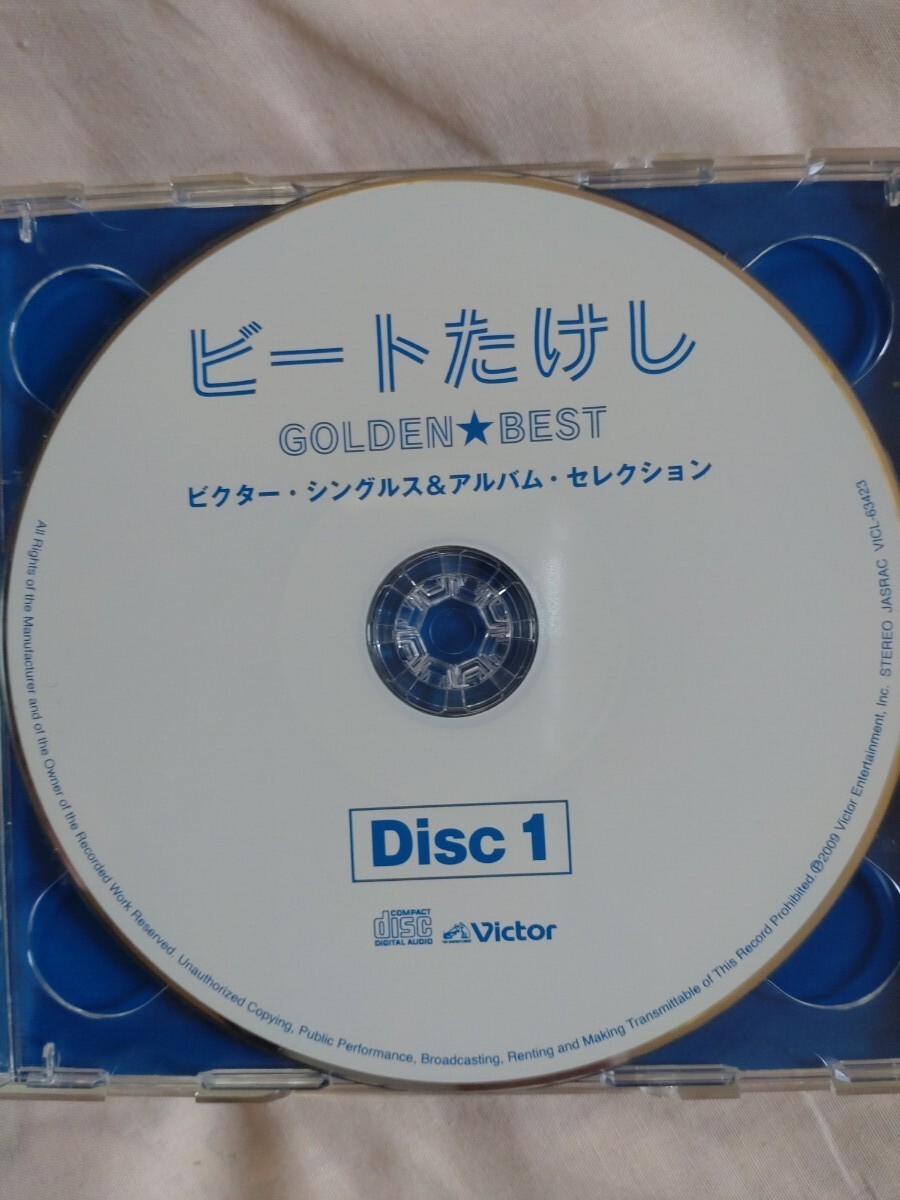 ビートたけし
GOLDEN★BEST
ビクター・シングルス&アルバム・セレクション
Disc 1
COMPACT
disc
DIGITAL AUDIO
Victor
All Rights of the Manufacturer and of the Owner of the Recorded Work Reserved. Unauthorized Copying, Public Performance, Broadcasting, Renting and Making Transmittable of This Record Prohibited. ℗2009 Victor Entertainment, Inc. STEREO JASRAC VICL-63423